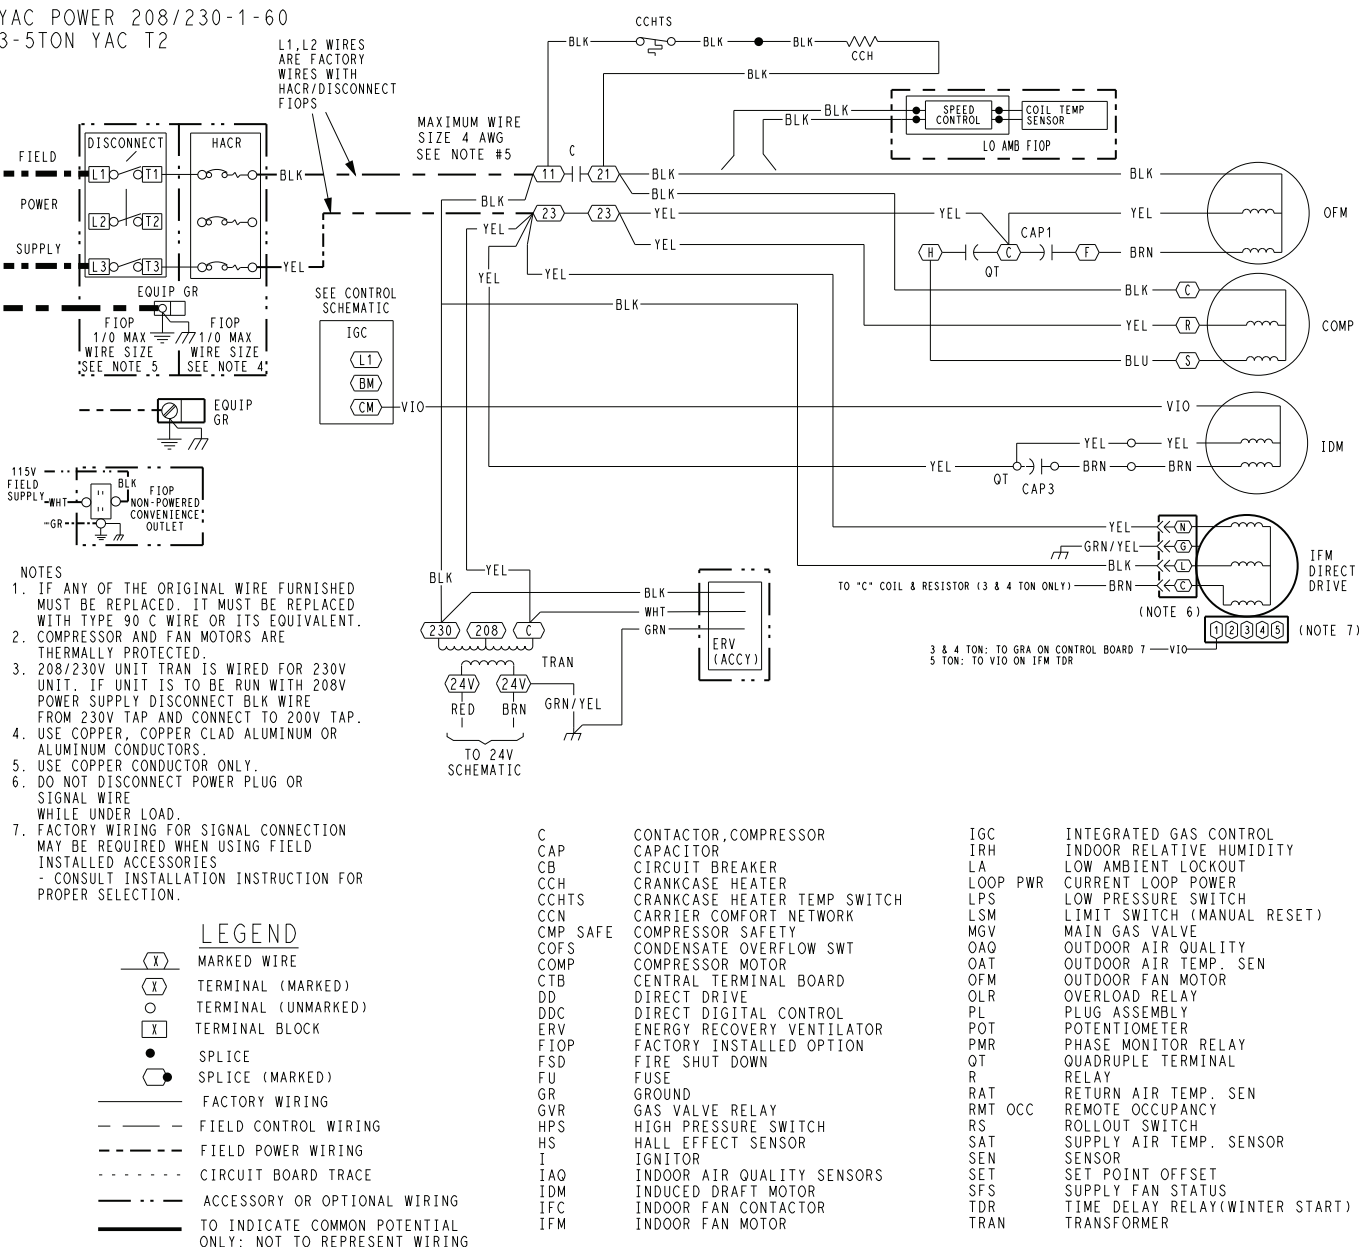 YAC POWER 208/230-1-60
3-5TON YAC T2
L1,L2 WIRES
ARE FACTORY
WIRES WITH
HACR/DISCONNECT
FIOPS
MAXIMUM WIRE
SIZE 4 AWG
SEE NOTE #5
CCHTS
BLK BLK BLK
CCH
BLK
BLK
BLK
SPEED
CONTROL
COIL TEMP
SENSOR
LO AMB FIOP
FIELD
POWER
SUPPLY
DISCONNECT
HACR
L1 T1
L2 T2
L3 T3
BLK
YEL
EQUIP GR
FIOP
1/0 MAX
WIRE SIZE
SEE NOTE 5
FIOP
1/0 MAX
WIRE SIZE
SEE NOTE 4
EQUIP
GR
C
11 21
23 23
BLK
BLK
BLK
YEL
YEL
YEL
YEL
YEL
BLK
BLK
YEL YEL
CAP1
H C F BRN
QT
OFM
BLK C
YEL R
BLU S
COMP
SEE CONTROL
SCHEMATIC
IGC
L1
BM
CM VIO
VIO
YEL YEL
YEL QT BRN BRN
CAP3
IDM
YEL N
GRN/YEL G
BLK L
TO "C" COIL & RESISTOR (3 & 4 TON ONLY) BRN C
IFM
DIRECT
DRIVE
(NOTE 6)
1 2 3 4 5 (NOTE 7)
3 & 4 TON: TO GRA ON CONTROL BOARD 7 VIO
5 TON: TO VIO ON IFM TDR
115V
FIELD
SUPPLY
BLK
WHT
GR
FIOP
NON-POWERED
CONVENIENCE
OUTLET
BLK YEL
BLK
WHT
GRN
ERV
(ACCY)
230 208 C
TRAN
24V 24V
RED BRN GRN/YEL
TO 24V
SCHEMATIC
NOTES
1. IF ANY OF THE ORIGINAL WIRE FURNISHED
MUST BE REPLACED. IT MUST BE REPLACED
WITH TYPE 90 C WIRE OR ITS EQUIVALENT.
2. COMPRESSOR AND FAN MOTORS ARE
THERMALLY PROTECTED.
3. 208/230V UNIT TRAN IS WIRED FOR 230V
UNIT. IF UNIT IS TO BE RUN WITH 208V
POWER SUPPLY DISCONNECT BLK WIRE
FROM 230V TAP AND CONNECT TO 200V TAP.
4. USE COPPER, COPPER CLAD ALUMINUM OR
ALUMINUM CONDUCTORS.
5. USE COPPER CONDUCTOR ONLY.
6. DO NOT DISCONNECT POWER PLUG OR
SIGNAL WIRE
WHILE UNDER LOAD.
7. FACTORY WIRING FOR SIGNAL CONNECTION
MAY BE REQUIRED WHEN USING FIELD
INSTALLED ACCESSORIES
- CONSULT INSTALLATION INSTRUCTION FOR
PROPER SELECTION.
LEGEND
X MARKED WIRE
X TERMINAL (MARKED)
TERMINAL (UNMARKED)
X TERMINAL BLOCK
SPLICE
SPLICE (MARKED)
FACTORY WIRING
FIELD CONTROL WIRING
FIELD POWER WIRING
CIRCUIT BOARD TRACE
ACCESSORY OR OPTIONAL WIRING
TO INDICATE COMMON POTENTIAL
ONLY: NOT TO REPRESENT WIRING
C CONTACTOR,COMPRESSOR
CAP CAPACITOR
CB CIRCUIT BREAKER
CCH CRANKCASE HEATER
CCHTS CRANKCASE HEATER TEMP SWITCH
CCN CARRIER COMFORT NETWORK
CMP SAFE COMPRESSOR SAFETY
COFS CONDENSATE OVERFLOW SWT
COMP COMPRESSOR MOTOR
CTB CENTRAL TERMINAL BOARD
DD DIRECT DRIVE
DDC DIRECT DIGITAL CONTROL
ERV ENERGY RECOVERY VENTILATOR
FIOP FACTORY INSTALLED OPTION
FSD FIRE SHUT DOWN
FU FUSE
GR GROUND
GVR GAS VALVE RELAY
HPS HIGH PRESSURE SWITCH
HS HALL EFFECT SENSOR
I IGNITOR
IAQ INDOOR AIR QUALITY SENSORS
IDM INDUCED DRAFT MOTOR
IFC INDOOR FAN CONTACTOR
IFM INDOOR FAN MOTOR
IGC INTEGRATED GAS CONTROL
IRH INDOOR RELATIVE HUMIDITY
LA LOW AMBIENT LOCKOUT
LOOP PWR CURRENT LOOP POWER
LPS LOW PRESSURE SWITCH
LSM LIMIT SWITCH (MANUAL RESET)
MGV MAIN GAS VALVE
OAQ OUTDOOR AIR QUALITY
OAT OUTDOOR AIR TEMP. SEN
OFM OUTDOOR FAN MOTOR
OLR OVERLOAD RELAY
PL PLUG ASSEMBLY
POT POTENTIOMETER
PMR PHASE MONITOR RELAY
QT QUADRUPLE TERMINAL
R RELAY
RAT RETURN AIR TEMP. SEN
RMT OCC REMOTE OCCUPANCY
RS ROLLOUT SWITCH
SAT SUPPLY AIR TEMP. SENSOR
SEN SENSOR
SET SET POINT OFFSET
SFS SUPPLY FAN STATUS
TDR TIME DELAY RELAY(WINTER START)
TRAN TRANSFORMER